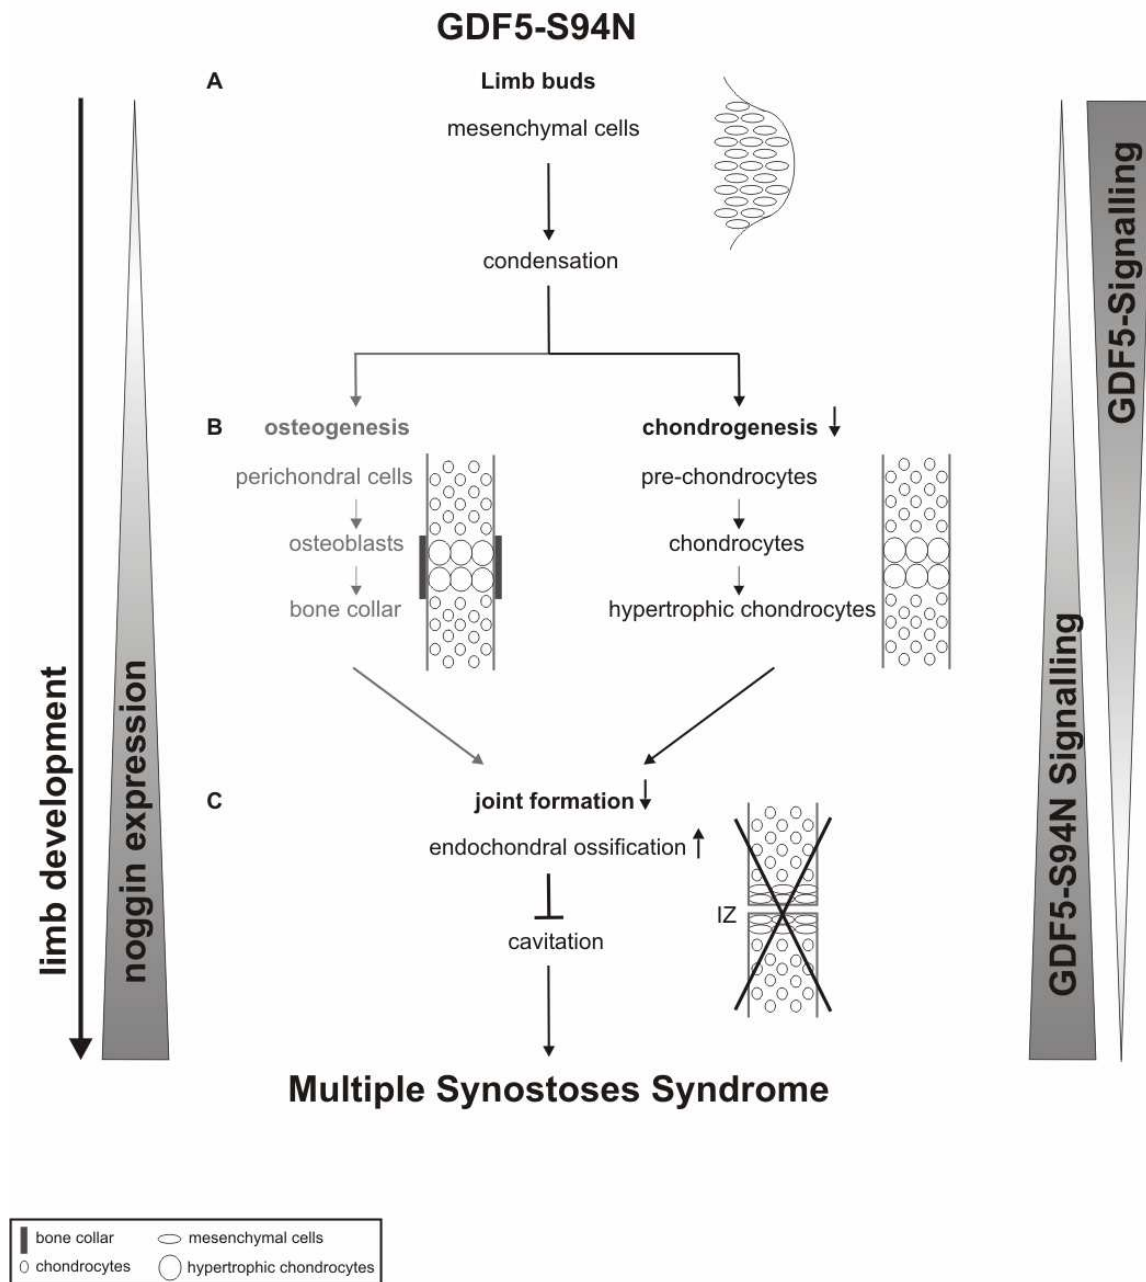 GDF5-S94N
A
Limb buds
mesenchymal cells
condensation
B
osteogenesis
chondrogenesis
perichondral cells
pre-chondrocytes
osteoblasts
chondrocytes
bone collar
hypertrophic chondrocytes
C
joint formation
endochondral ossification
IZ
cavitation
Multiple Synostoses Syndrome
limb development
noggin expression
GDF5-S94N Signalling
GDF5-Signalling
bone collar
mesenchymal cells
chondrocytes
hypertrophic chondrocytes